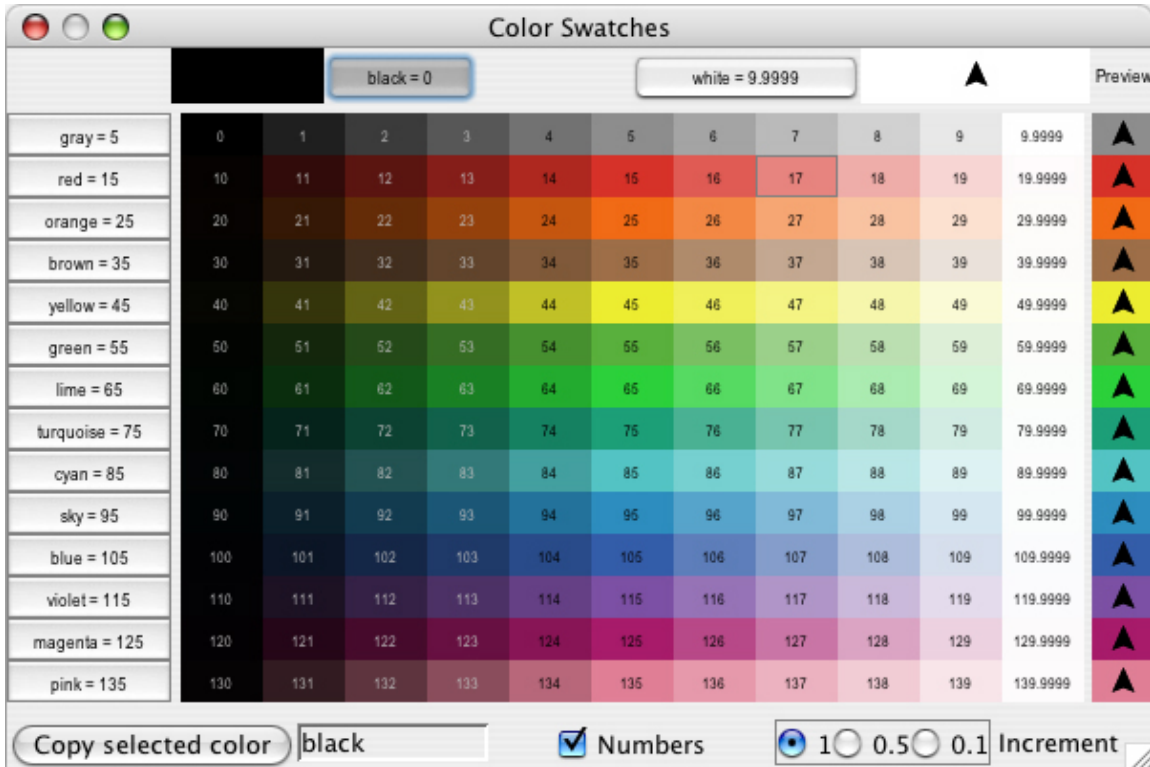 Color Swatches
black = 0 white = 9.9999 Preview
gray = 5 0 1 2 3 4 5 6 7 8 9 9.9999
red = 15 10 11 12 13 14 15 16 17 18 19 19.9999
orange = 25 20 21 22 23 24 25 26 27 28 29 29.9999
brown = 35 30 31 32 33 34 35 36 37 38 39 39.9999
yellow = 45 40 41 42 43 44 45 46 47 48 49 49.9999
green = 55 50 51 52 53 54 55 56 57 58 59 59.9999
lime = 65 60 61 62 63 64 65 66 67 68 69 69.9999
turquoise = 75 70 71 72 73 74 75 76 77 78 79 79.9999
cyan = 85 80 81 82 83 84 85 86 87 88 89 89.9999
sky = 95 90 91 92 93 94 95 96 97 98 99 99.9999
blue = 105 100 101 102 103 104 105 106 107 108 109 109.9999
violet = 115 110 111 112 113 114 115 116 117 118 119 119.9999
magenta = 125 120 121 122 123 124 125 126 127 128 129 129.9999
pink = 135 130 131 132 133 134 135 136 137 138 139 139.9999
Copy selected color black Numbers 1 0.5 0.1 Increment